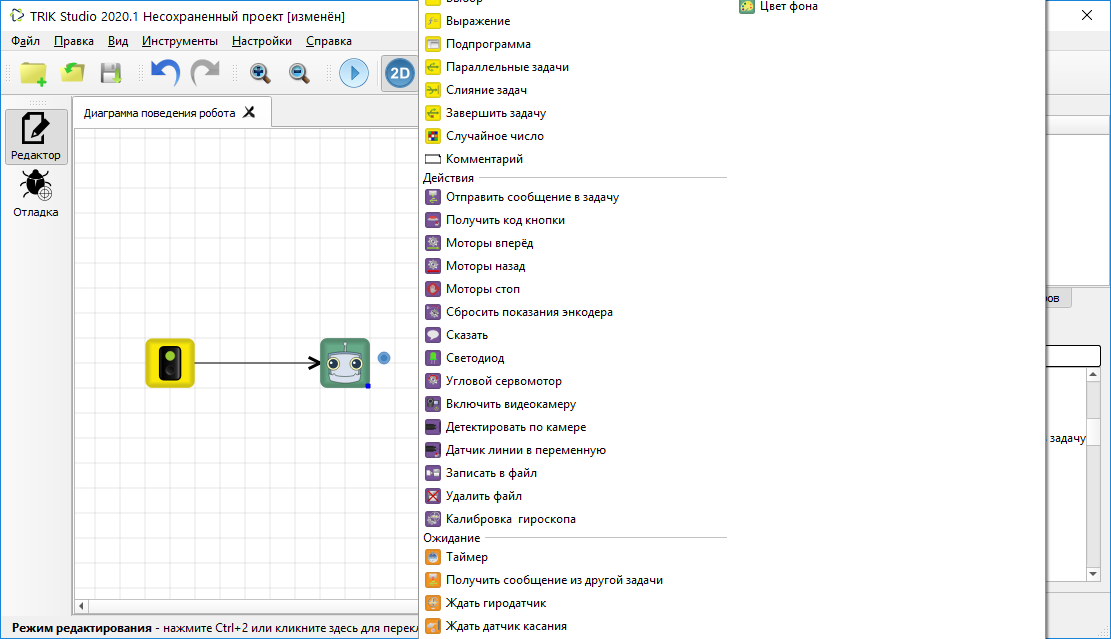 TRIK Studio 2020.1 Несохраненный проект [изменён]
Файл Правка Вид Инструменты Настройки Справка
2D
Диаграмма поведения робота
Редактор
Отладка
Режим редактирования - нажмите Ctrl+2 или кликните здесь для перекл
Выбор
Выражение
Подпрограмма
Параллельные задачи
Слияние задач
Завершить задачу
Случайное число
Комментарий
Действия
Отправить сообщение в задачу
Получить код кнопки
Моторы вперёд
Моторы назад
Моторы стоп
Сбросить показания энкодера
Сказать
Светодиод
Угловой сервомотор
Включить видеокамеру
Детектировать по камере
Датчик линии в переменную
Записать в файл
Удалить файл
Калибровка гироскопа
Ожидание
Таймер
Получить сообщение из другой задачи
Ждать гиродатчик
Ждать датчик касания
Цвет фона
ов
задачу